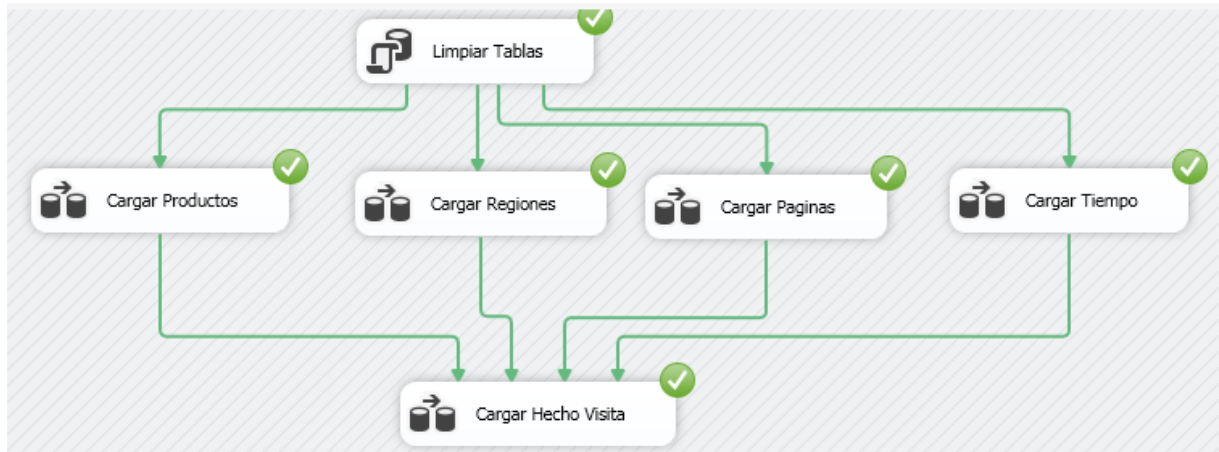 Limpiar Tablas
Cargar Productos
Cargar Regiones
Cargar Paginas
Cargar Tiempo
Cargar Hecho Visita